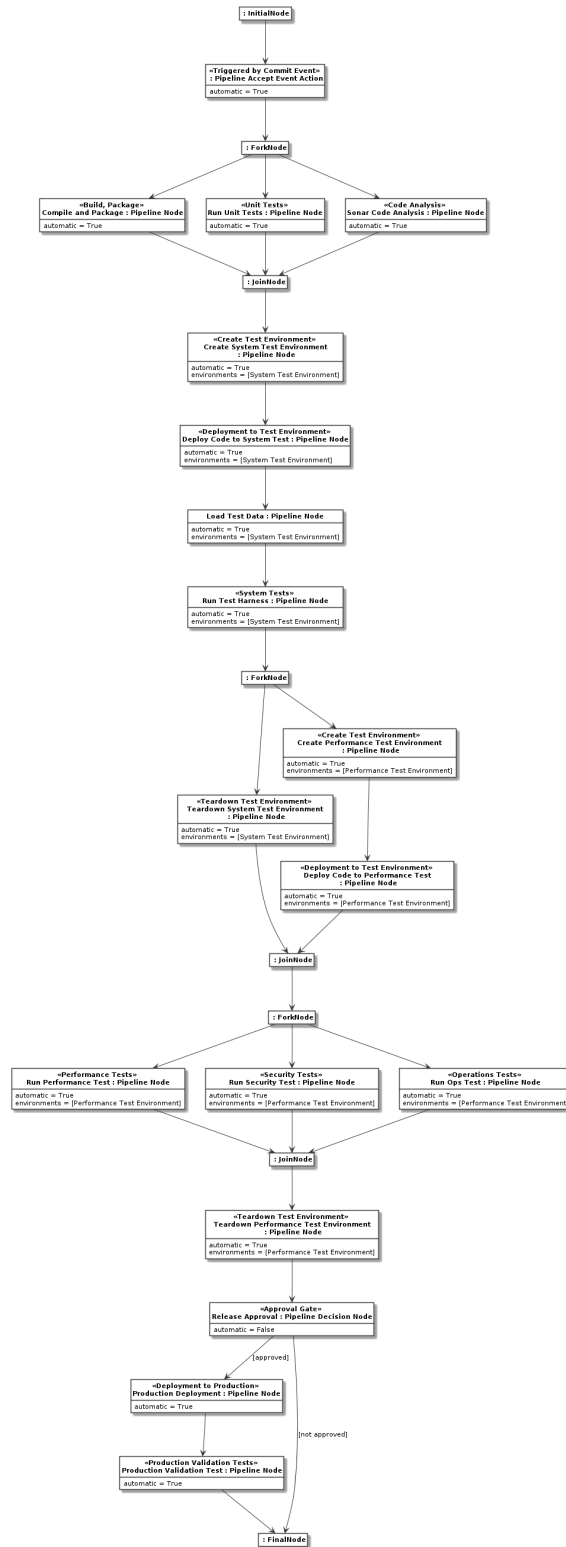 : InitialNode
«Triggered by Commit Event»
: Pipeline Accept Event Action
automatic = True
: ForkNode
«Build, Package»
Compile and Package : Pipeline Node
automatic = True
«Unit Tests»
Run Unit Tests : Pipeline Node
automatic = True
«Code Analysis»
Sonar Code Analysis : Pipeline Node
automatic = True
: JoinNode
«Create Test Environment»
Create System Test Environment
: Pipeline Node
automatic = True
environments = [System Test Environment]
«Deployment to Test Environment»
Deploy Code to System Test : Pipeline Node
automatic = True
environments = [System Test Environment]
Load Test Data : Pipeline Node
automatic = True
environments = [System Test Environment]
«System Tests»
Run Test Harness : Pipeline Node
automatic = True
environments = [System Test Environment]
: ForkNode
«Create Test Environment»
Create Performance Test Environment
: Pipeline Node
automatic = True
environments = [Performance Test Environment]
«Teardown Test Environment»
Teardown System Test Environment
: Pipeline Node
automatic = True
environments = [System Test Environment]
«Deployment to Test Environment»
Deploy Code to Performance Test
: Pipeline Node
automatic = True
environments = [Performance Test Environment]
: JoinNode
: ForkNode
«Performance Tests»
Run Performance Test : Pipeline Node
automatic = True
environments = [Performance Test Environment]
«Security Tests»
Run Security Test : Pipeline Node
automatic = True
environments = [Performance Test Environment]
«Operations Tests»
Run Ops Test : Pipeline Node
automatic = True
environments = [Performance Test Environment
: JoinNode
«Teardown Test Environment»
Teardown Performance Test Environment
: Pipeline Node
automatic = True
environments = [Performance Test Environment]
«Approval Gate»
Release Approval : Pipeline Decision Node
automatic = False
[approved]
«Deployment to Production»
Production Deployment : Pipeline Node
automatic = True
[not approved]
«Production Validation Tests»
Production Validation Test : Pipeline Node
automatic = True
: FinalNode